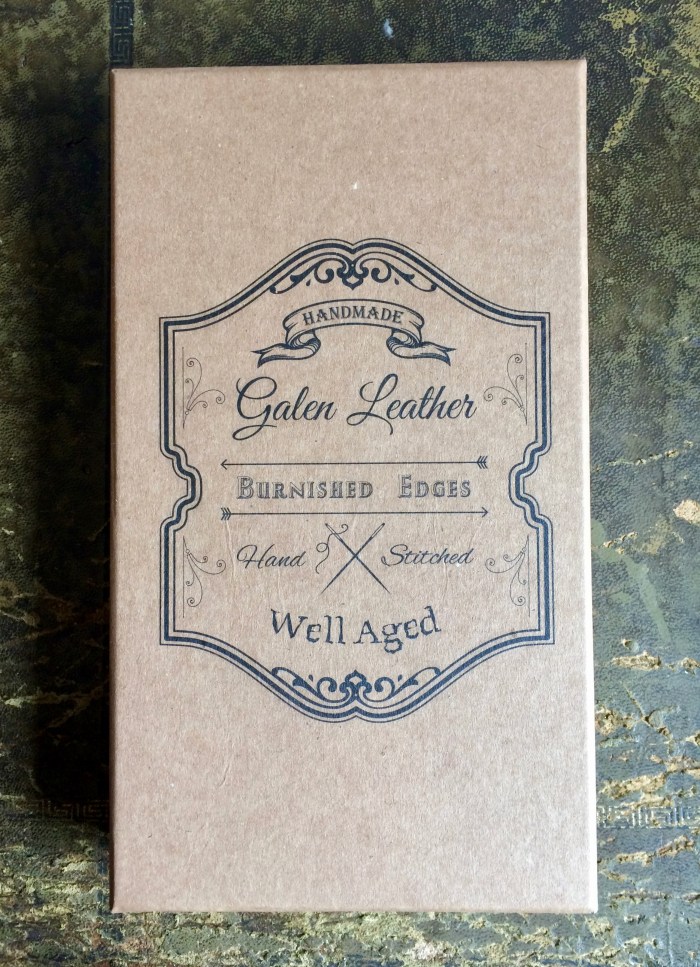 HANDMADE
Galen Leather
BURNISHED EDGES
Hand Stitched
Well Aged